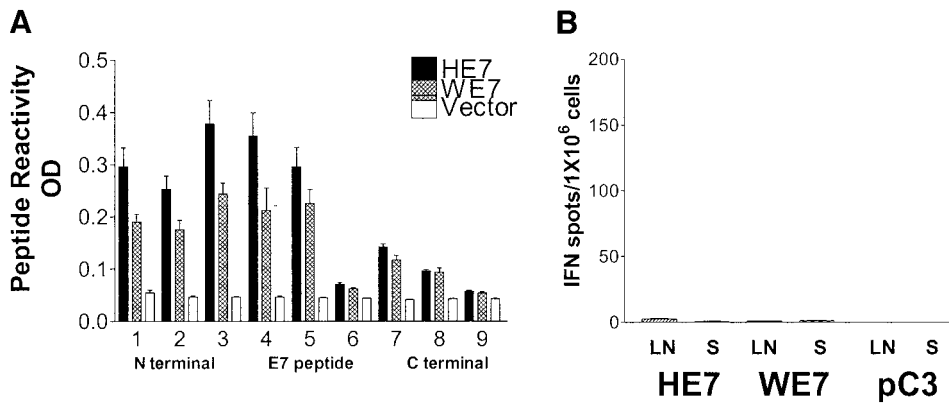 A
Peptide Reactivity
OD
0.5
0.4
0.3
0.2
0.1
0.0
HE7
WE7
Vector
1 2 3 4 5 6 7 8 9
N terminal E7 peptide C terminal
B
IFN spots/1X10⁶ cells
200
150
100
50
0
LN S LN S LN S
HE7 WE7 pC3